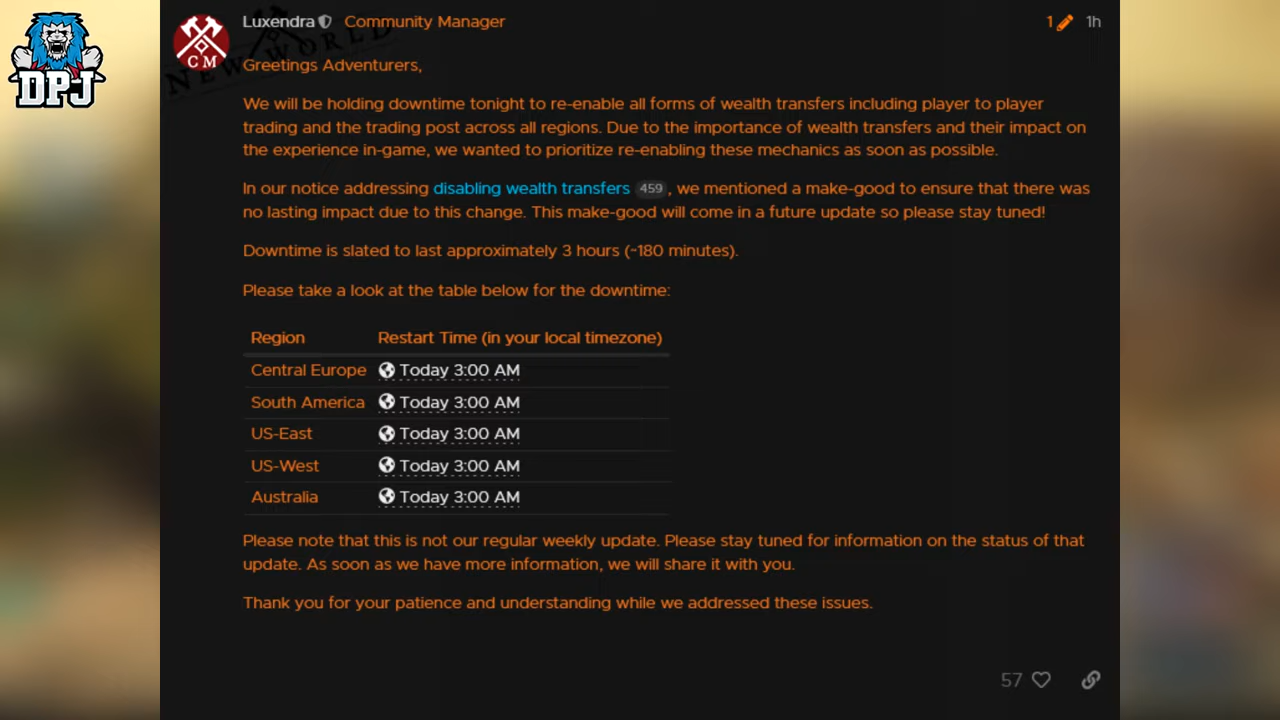 DPJ
Luxendra Community Manager 1 1h
CM
NEW WORLD
Greetings Adventurers,
We will be holding downtime tonight to re-enable all forms of wealth transfers including player to player
trading and the trading post across all regions. Due to the importance of wealth transfers and their impact on
the experience in-game, we wanted to prioritize re-enabling these mechanics as soon as possible.
In our notice addressing disabling wealth transfers 459, we mentioned a make-good to ensure that there was
no lasting impact due to this change. This make-good will come in a future update so please stay tuned!
Downtime is slated to last approximately 3 hours (~180 minutes).
Please take a look at the table below for the downtime:
Region Restart Time (in your local timezone)
Central Europe Today 3:00 AM
South America Today 3:00 AM
US-East Today 3:00 AM
US-West Today 3:00 AM
Australia Today 3:00 AM
Please note that this is not our regular weekly update. Please stay tuned for information on the status of that
update. As soon as we have more information, we will share it with you.
Thank you for your patience and understanding while we addressed these issues.
57